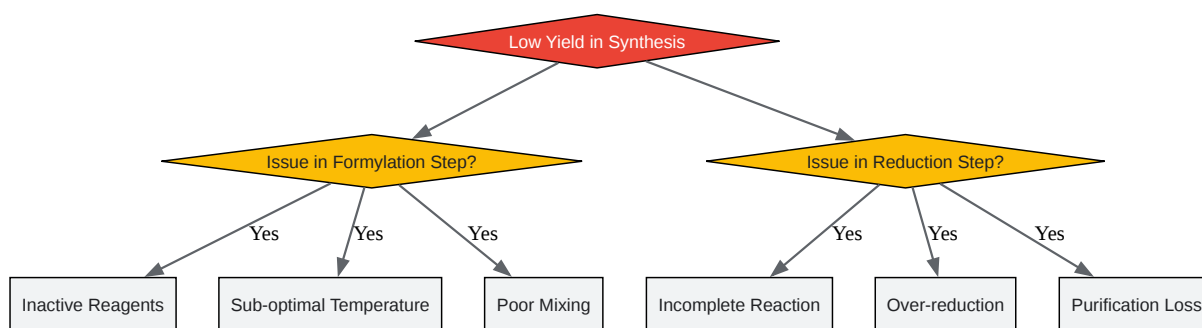 Low Yield in Synthesis
Issue in Formylation Step?
Issue in Reduction Step?
Yes
Yes
Yes
Yes
Yes
Yes
Inactive Reagents
Sub-optimal Temperature
Poor Mixing
Incomplete Reaction
Over-reduction
Purification Loss